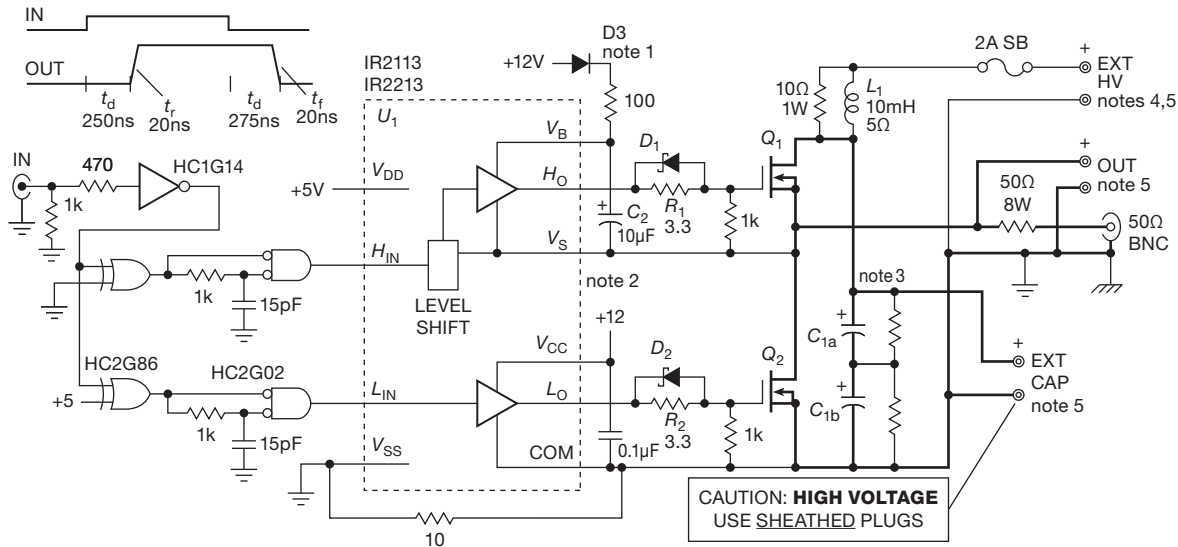 IN
OUT
td
250ns
tr
20ns
td
275ns
tf
20ns
IN
470
HC1G14
1k
1k
15pF
HC2G86
HC2G02
+5
1k
15pF
IR2113
IR2213
U1
+5V
VDD
HIN
LEVEL
SHIFT
LIN
VSS
10
VB
HO
VS
VCC
LO
COM
D3
note 1
+12V
100
C2
10µF
D1
R1
3.3
1k
Q1
note 2
+12
0.1µF
D2
R2
3.3
1k
Q2
10Ω
1W
L1
10mH
5Ω
2A SB
+
EXT
HV
notes 4,5
+
OUT
note 5
50Ω
8W
50Ω
BNC
note 3
+
C1a
+
C1b
+
EXT
CAP
note 5
CAUTION: HIGH VOLTAGE
USE SHEATHED PLUGS